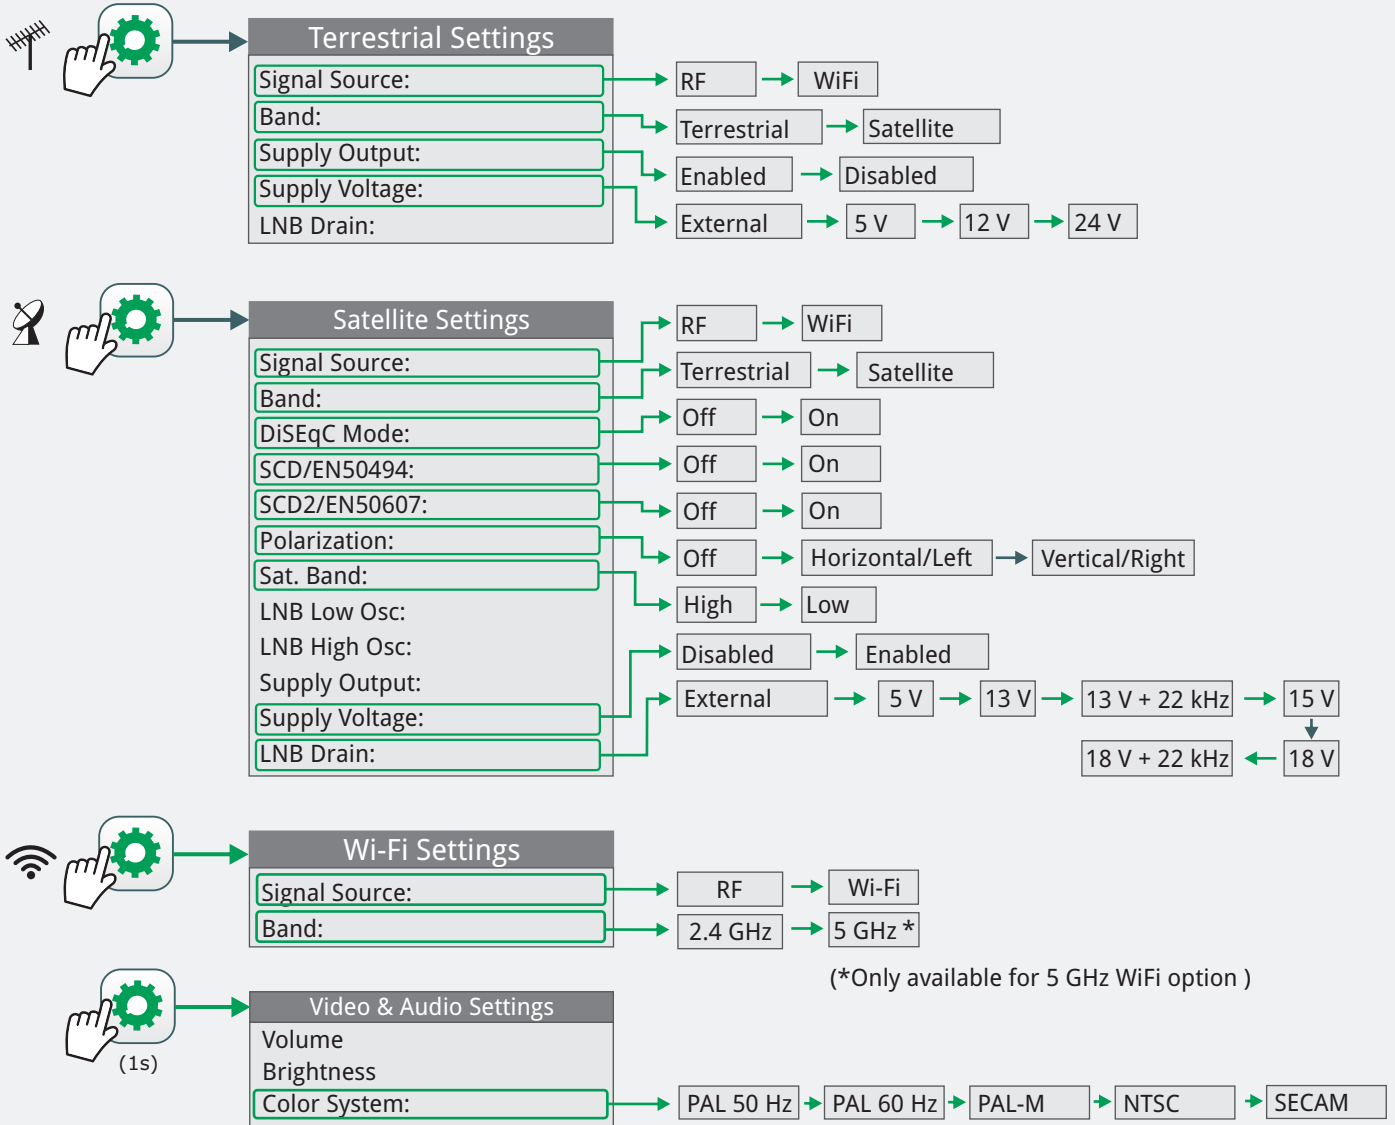 Terrestrial Settings
Signal Source:
RF
WiFi
Band:
Terrestrial
Satellite
Supply Output:
Enabled
Disabled
Supply Voltage:
External
5 V
12 V
24 V
LNB Drain:
Satellite Settings
RF
WiFi
Signal Source:
Terrestrial
Satellite
Band:
Off
On
DiSEqC Mode:
Off
On
SCD/EN50494:
Off
On
SCD2/EN50607:
Off
Horizontal/Left
Vertical/Right
Polarization:
High
Low
Sat. Band:
LNB Low Osc:
LNB High Osc:
Disabled
Enabled
Supply Output:
External
5 V
13 V
13 V + 22 kHz
15 V
Supply Voltage:
LNB Drain:
18 V + 22 kHz
18 V
Wi-Fi Settings
Signal Source:
RF
Wi-Fi
Band:
2.4 GHz
5 GHz *
(*Only available for 5 GHz WiFi option )
Video & Audio Settings
(1s)
Volume
Brightness
Color System:
PAL 50 Hz
PAL 60 Hz
PAL-M
NTSC
SECAM